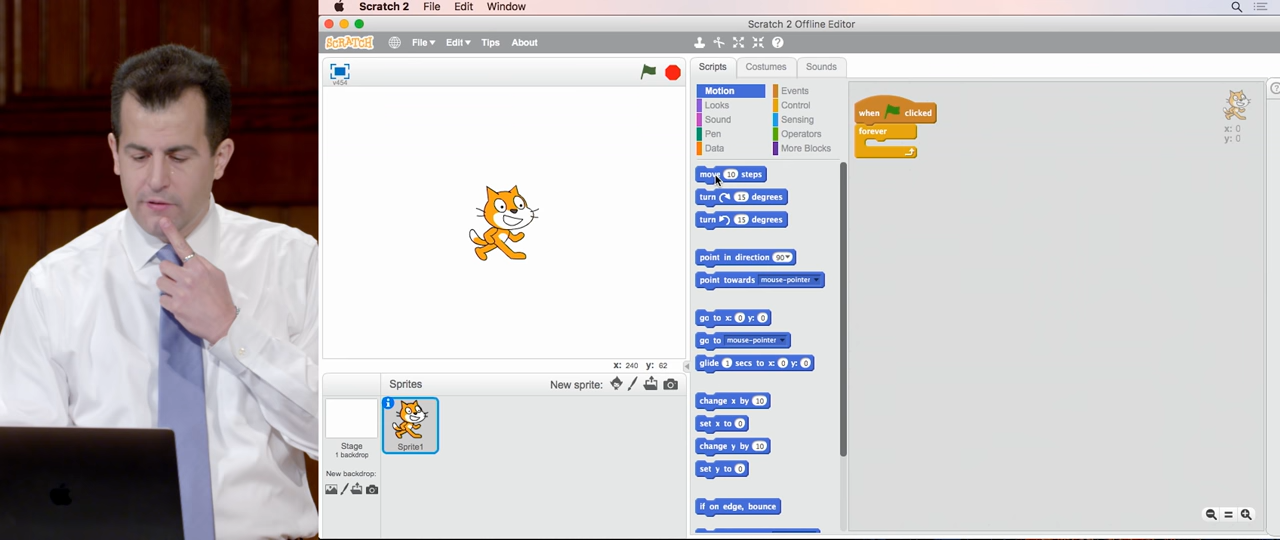 Scratch 2 File Edit Window
Scratch 2 Offline Editor
SCRATCH File Edit Tips About
v454
Scripts Costumes Sounds
Motion Events
Looks Control
Sound Sensing
Pen Operators
Data More Blocks
move 10 steps
turn 15 degrees
turn 15 degrees
point in direction 90
point towards mouse-pointer
go to x: 0 y: 0
go to mouse-pointer
glide 1 secs to x: 0 y: 0
change x by 10
set x to 0
change y by 10
set y to 0
if on edge, bounce
when clicked
forever
x: 0
y: 0
x: 240 y: 62
Sprites New sprite:
Stage
1 backdrop
New backdrop:
Sprite1